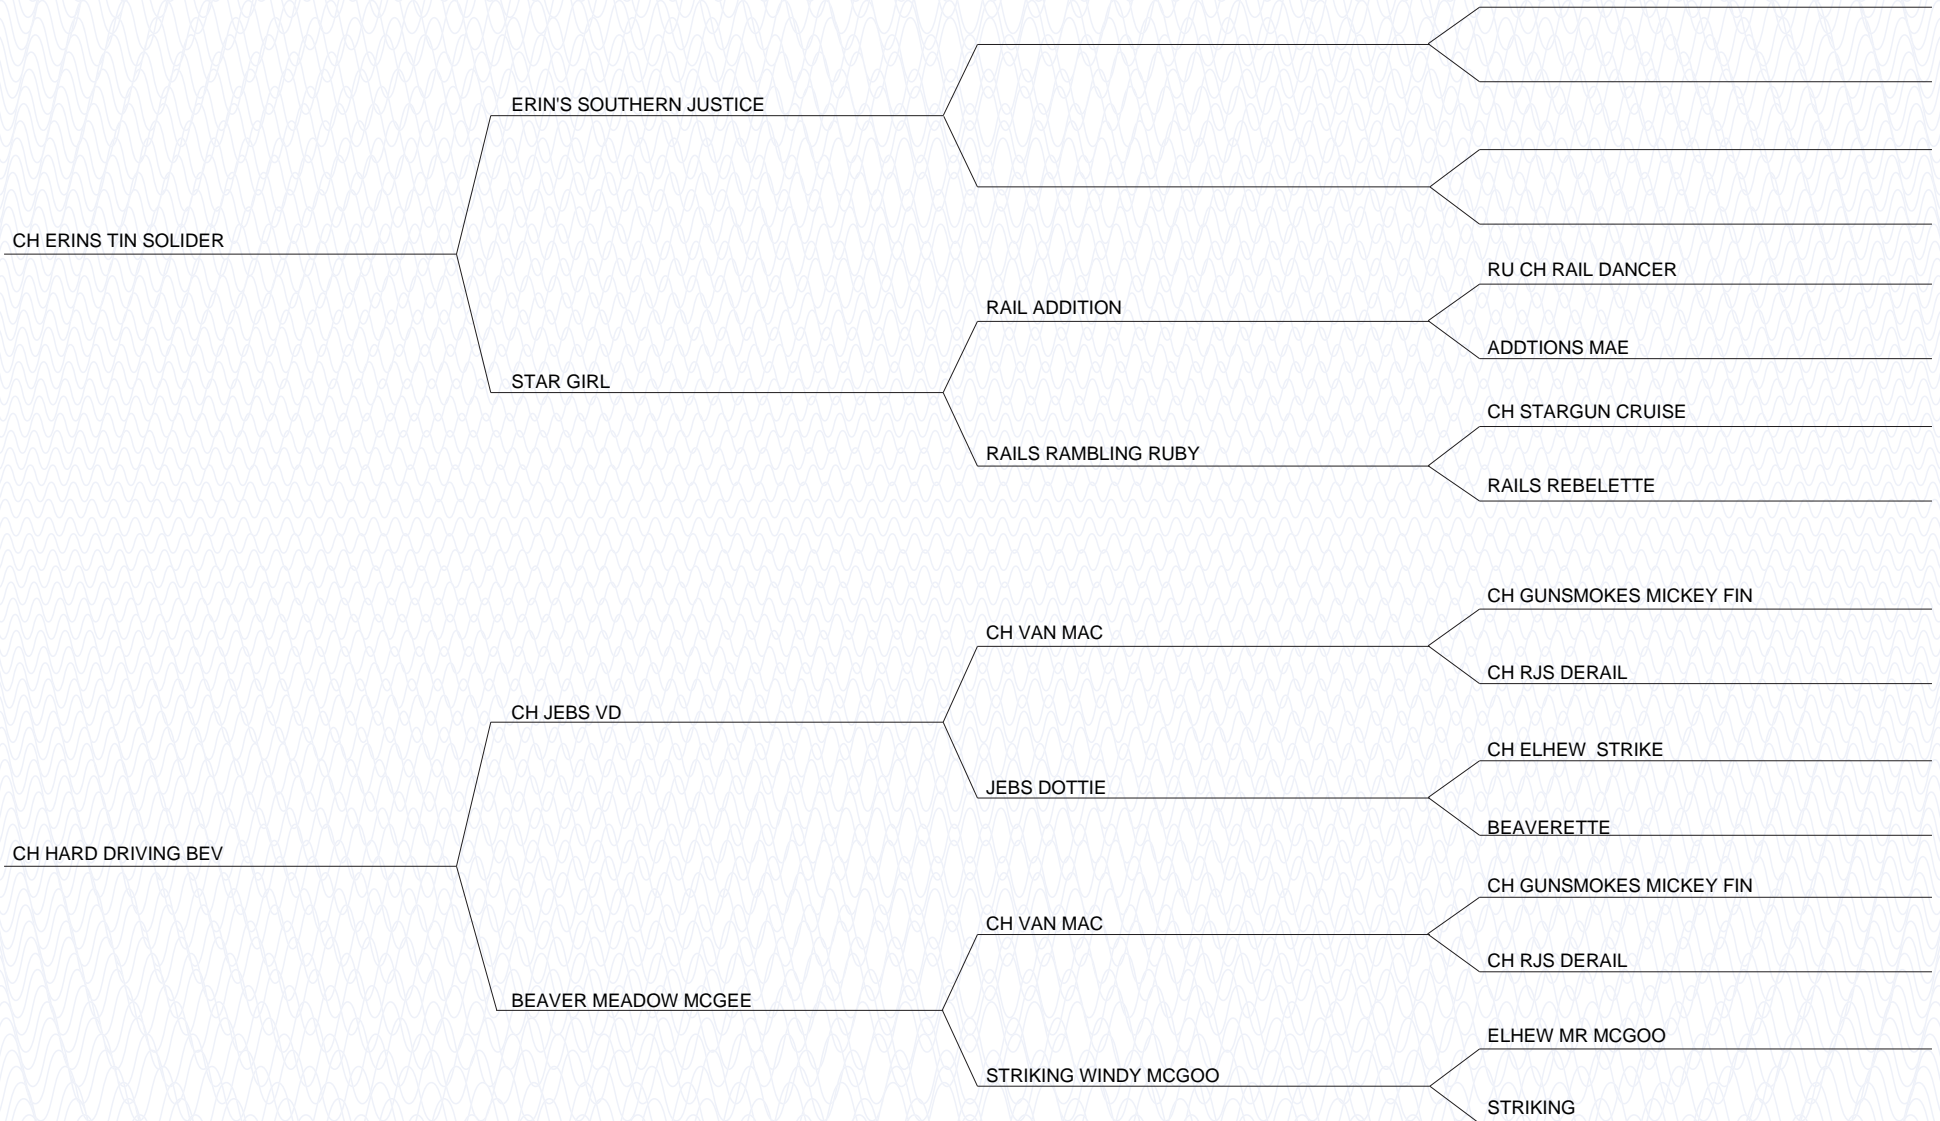 ERIN'S SOUTHERN JUSTICE
CH ERINS TIN SOLIDER
RU CH RAIL DANCER
RAIL ADDITION
ADDTIONS MAE
STAR GIRL
CH STARGUN CRUISE
RAILS RAMBLING RUBY
RAILS REBELETTE
CH GUNSMOKES MICKEY FIN
CH VAN MAC
CH RJS DERAIL
CH JEBS VD
CH ELHEW  STRIKE
JEBS DOTTIE
BEAVERETTE
CH HARD DRIVING BEV
CH GUNSMOKES MICKEY FIN
CH VAN MAC
CH RJS DERAIL
BEAVER MEADOW MCGEE
ELHEW MR MCGOO
STRIKING WINDY MCGOO
STRIKING